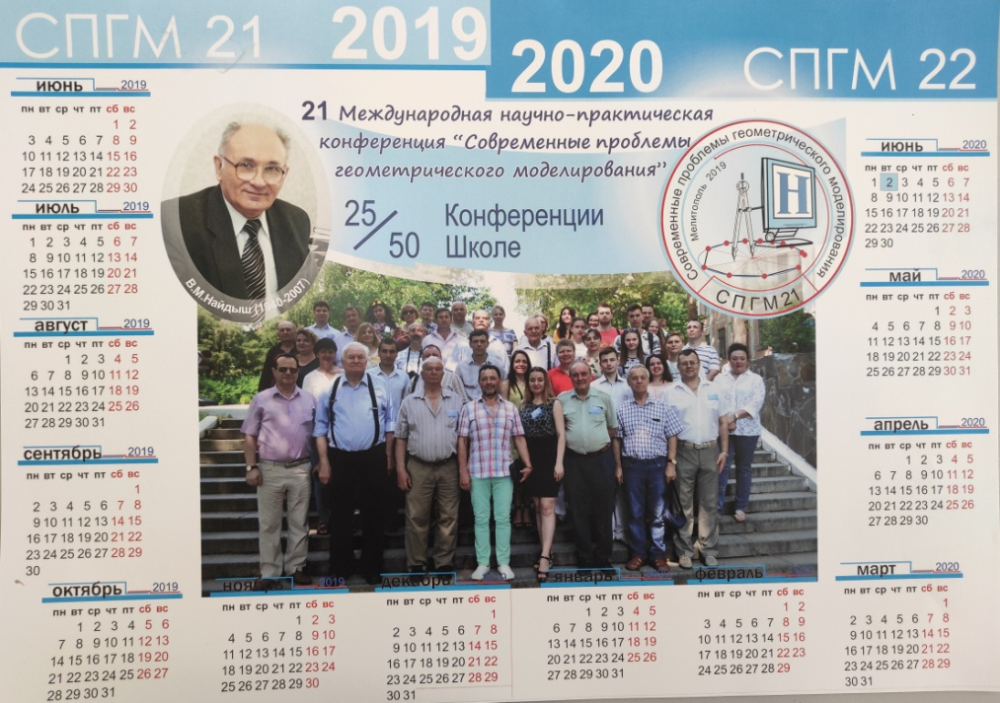 СПГМ 21
2019
2020
СПГМ 22
21 Международная научно-практическая
конференция “Современные проблемы
геометрического моделирования”
25/50
Конференции
Школе
В.М.Найдыш (1940-2007)
Современные проблемы геометрического моделирования
Мелитополь 2019
Н
СПГМ 21
июнь 2019
пн вт ср чт пт сб вс
1 2
3 4 5 6 7 8 9
10 11 12 13 14 15 16
17 18 19 20 21 22 23
24 25 26 27 28 29 30
июль 2019
пн вт ср чт пт сб вс
1 2 3 4 5 6 7
8 9 10 11 12 13 14
15 16 17 18 19 20 21
22 23 24 25 26 27 28
29 30 31
август 2019
пн вт ср чт пт сб вс
1 2 3 4 5
6 7 8 9 10 11 12
13 14 15 16 17 18 19
20 21 22 23 24 25 26
27 28 29 30 31
сентябрь 2019
пн вт ср чт пт сб вс
1
2 3 4 5 6 7 8
9 10 11 12 13 14 15
16 17 18 19 20 21 22
23 24 25 26 27 28 29
30
октябрь 2019
пн вт ср чт пт сб вс
1 2 3 4 5 6
7 8 9 10 11 12 13
14 15 16 17 18 19 20
21 22 23 24 25 26 27
28 29 30 31
ноябрь 2019
пн вт ср чт пт сб вс
1 2 3
4 5 6 7 8 9 10
11 12 13 14 15 16 17
18 19 20 21 22 23 24
25 26 27 28 29 30
декабрь 2019
пн вт ср чт пт сб вс
1
2 3 4 5 6 7 8
9 10 11 12 13 14 15
16 17 18 19 20 21 22
23 24 25 26 27 28 29
30 31
январь 2020
пн вт ср чт пт сб вс
1 2 3 4 5
6 7 8 9 10 11 12
13 14 15 16 17 18 19
20 21 22 23 24 25 26
27 28 29 30 31
февраль 2020
пн вт ср чт пт сб вс
1 2
3 4 5 6 7 8 9
10 11 12 13 14 15 16
17 18 19 20 21 22 23
24 25 26 27 28 29
март 2020
пн вт ср чт пт сб вс
1
2 3 4 5 6 7 8
9 10 11 12 13 14 15
16 17 18 19 20 21 22
23 24 25 26 27 28 29
30 31
апрель 2020
пн вт ср чт пт сб вс
1 2 3 4 5
6 7 8 9 10 11 12
13 14 15 16 17 18 19
20 21 22 23 24 25 26
27 28 29 30
май 2020
пн вт ср чт пт сб вс
1 2 3
4 5 6 7 8 9 10
11 12 13 14 15 16 17
18 19 20 21 22 23 24
25 26 27 28 29 30 31
июнь 2020
пн вт ср чт пт сб вс
1 2 3 4 5 6 7
8 9 10 11 12 13 14
15 16 17 18 19 20 21
22 23 24 25 26 27 28
29 30